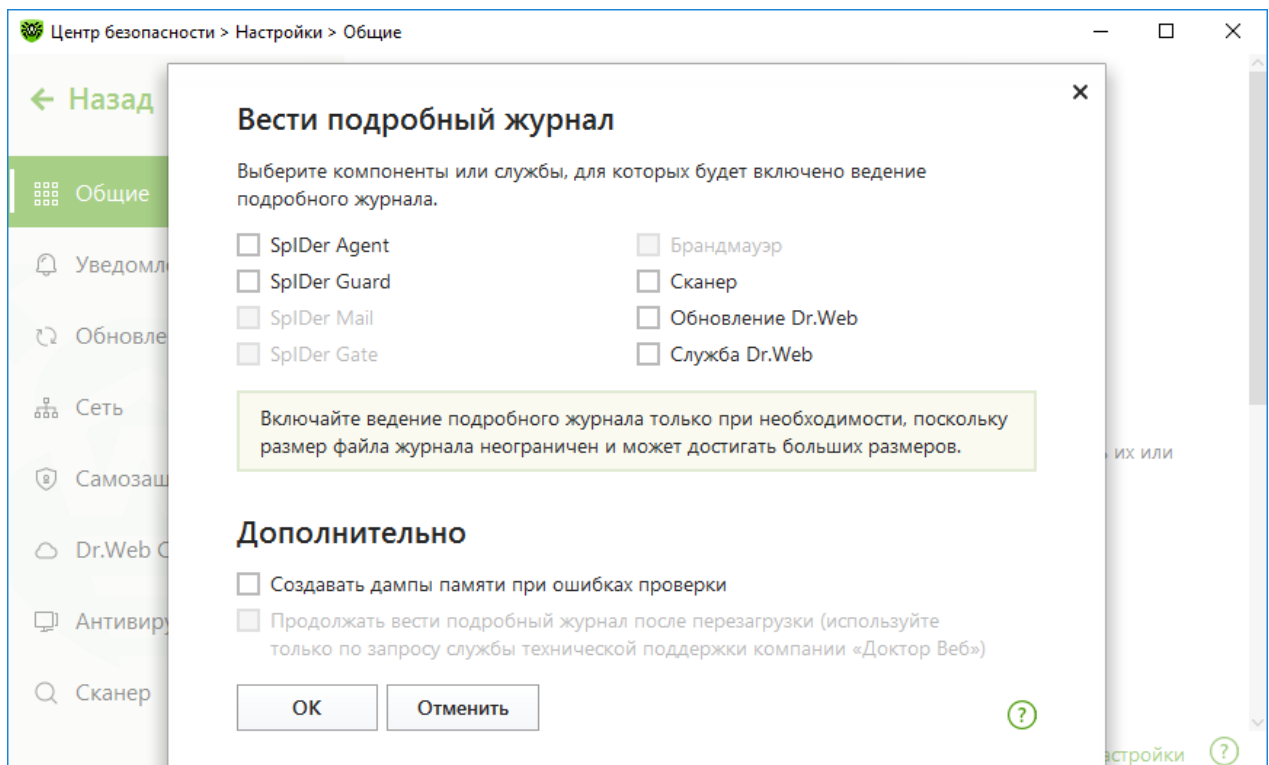 Центр безопасности > Настройки > Общие
Назад
Общие
Уведомл
Обновле
Сеть
Самозащ
Dr.Web C
Антивиру
Сканер
Вести подробный журнал
Выберите компоненты или службы, для которых будет включено ведение
подробного журнала.
SpIDer Agent
SpIDer Guard
SpIDer Mail
SpIDer Gate
Брандмауэр
Сканер
Обновление Dr.Web
Служба Dr.Web
Включайте ведение подробного журнала только при необходимости, поскольку
размер файла журнала неограничен и может достигать больших размеров.
Дополнительно
Создавать дампы памяти при ошибках проверки
Продолжать вести подробный журнал после перезагрузки (используйте
только по запросу службы технической поддержки компании «Доктор Веб»)
OK
Отменить
?
их или
астройки
?